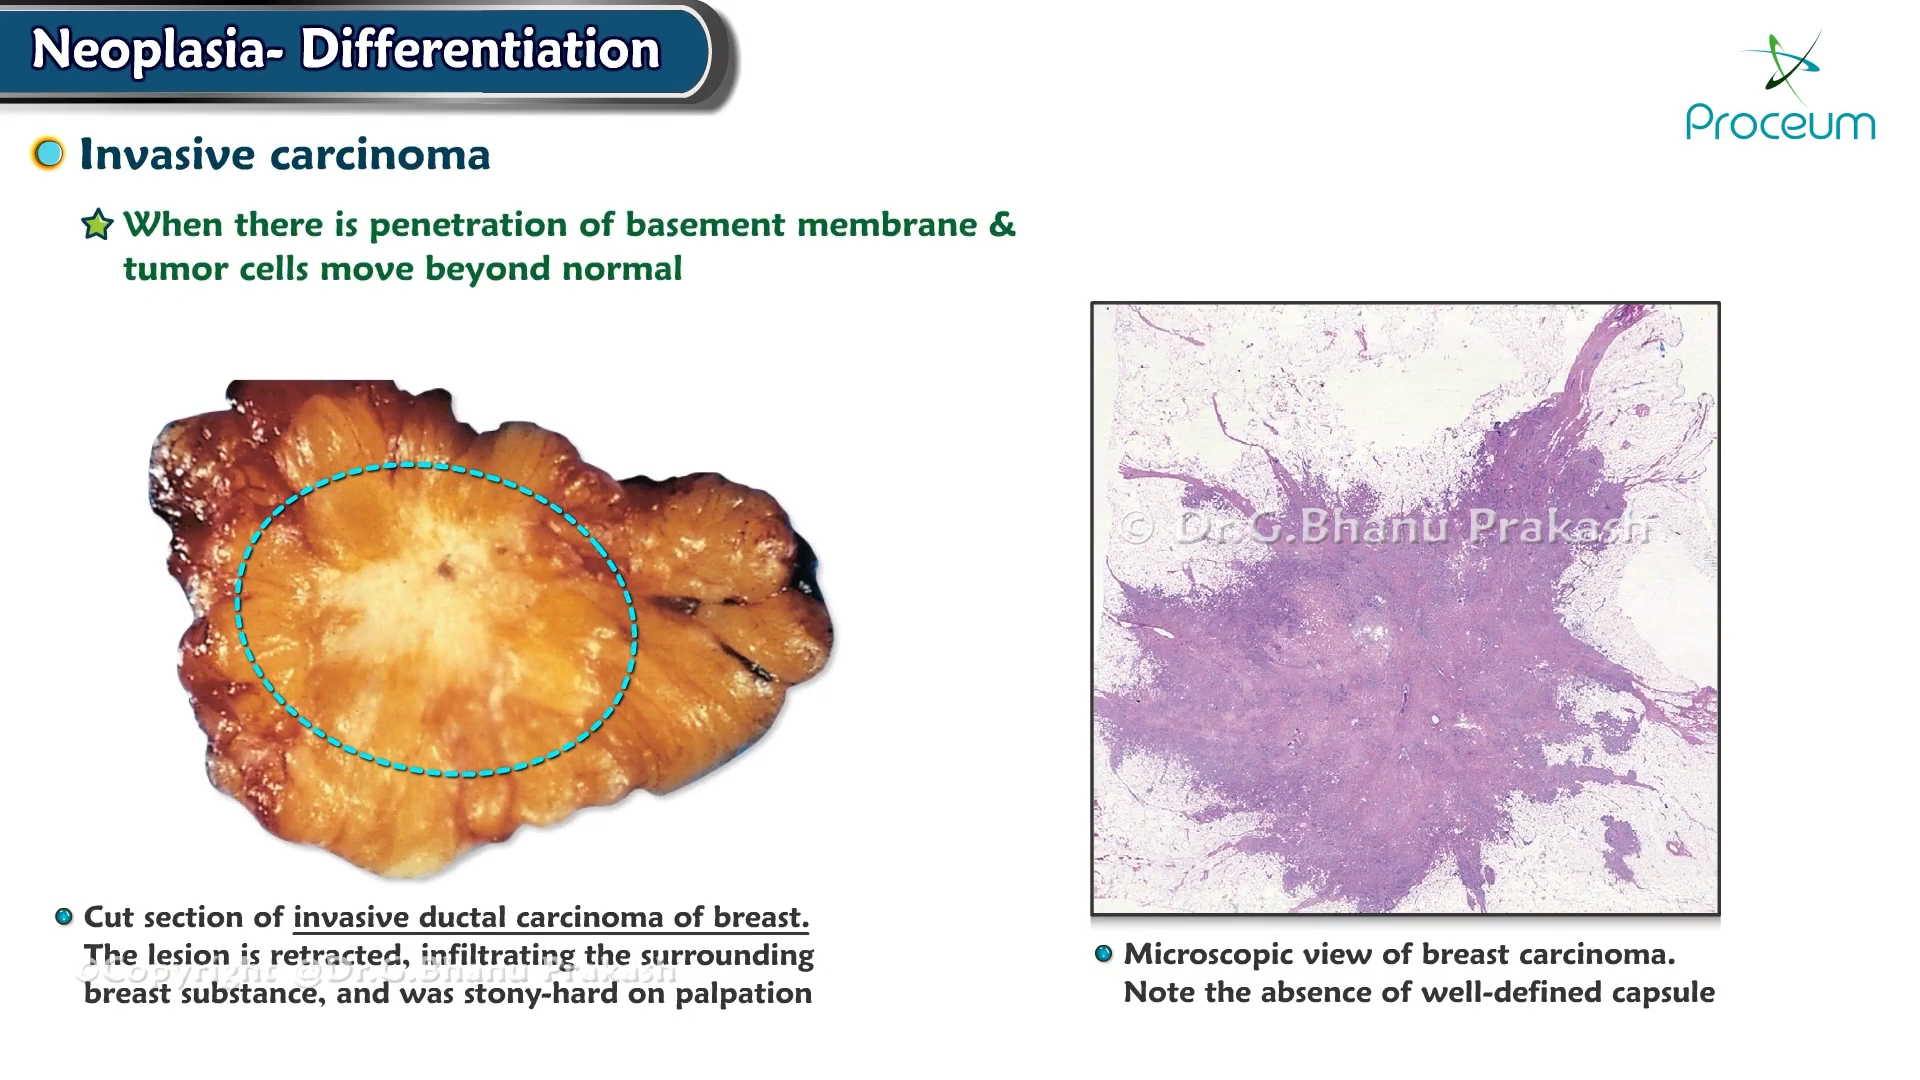 Neoplasia- Differentiation
Proceum
Invasive carcinoma
When there is penetration of basement membrane &
tumor cells move beyond normal
© Dr.G.Bhanu Prakash
Cut section of invasive ductal carcinoma of breast.
The lesion is retracted, infiltrating the surrounding
©Copyright @Dr.G.Bhanu Prakash
breast substance, and was stony-hard on palpation
Microscopic view of breast carcinoma.
Note the absence of well-defined capsule